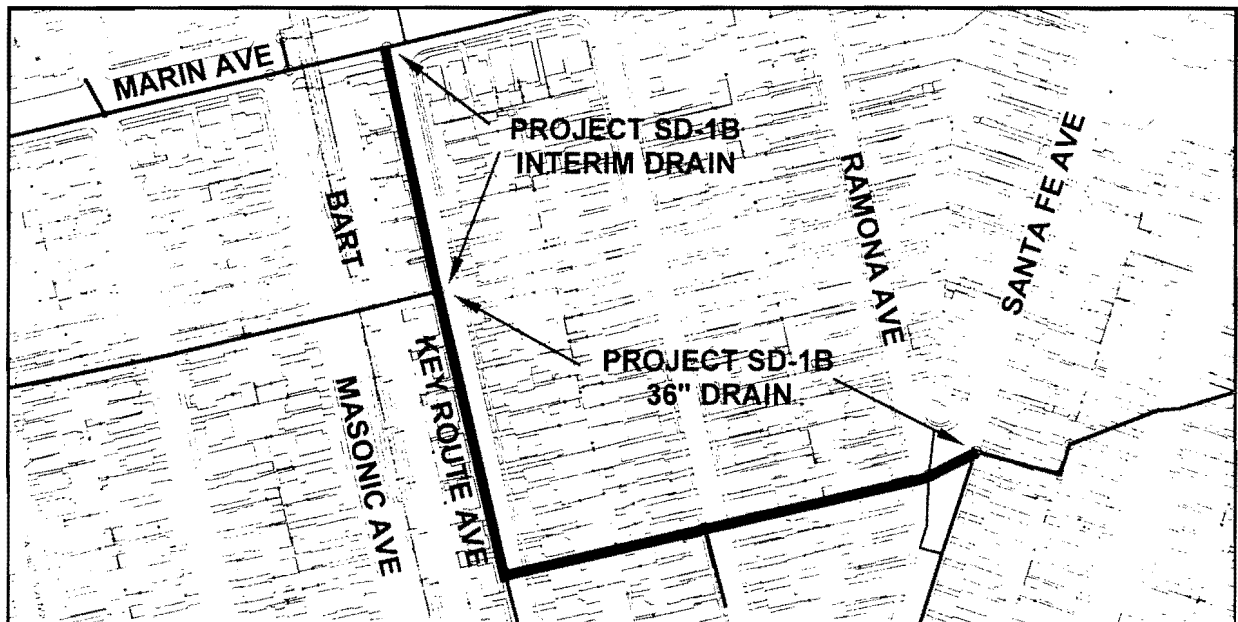 MARIN AVE
PROJECT SD-1B
INTERIM DRAIN
BART
RAMONA AVE
SANTA FE AVE
PROJECT SD-1B
36" DRAIN
KEY ROUTE AVE
MASONIC AVE